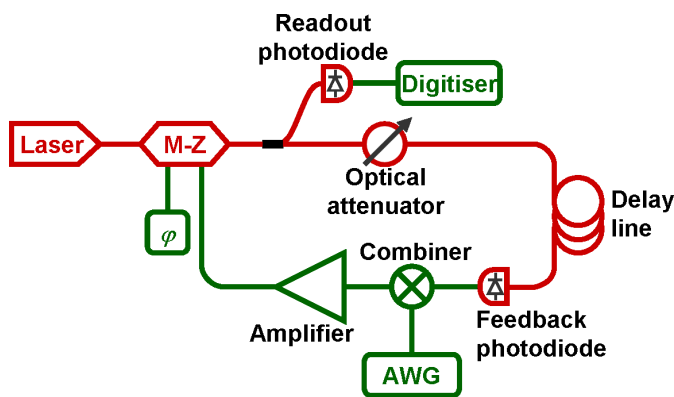 Readout
photodiode
Digitiser
Laser
M-Z
Optical
attenuator
Delay
line
φ
Combiner
Amplifier
Feedback
photodiode
AWG